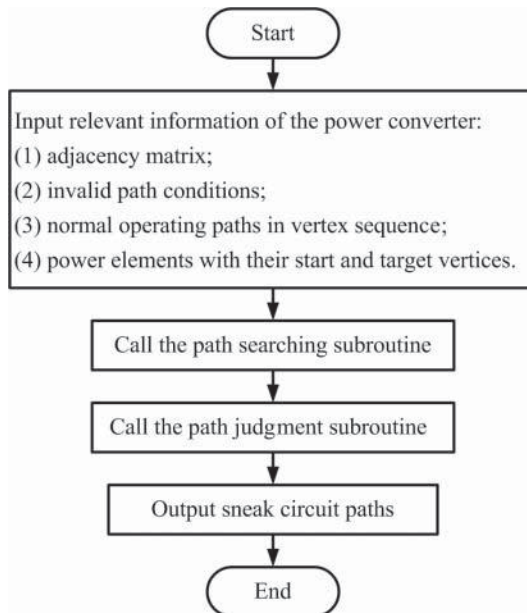 Start
Input relevant information of the power converter:
(1) adjacency matrix;
(2) invalid path conditions;
(3) normal operating paths in vertex sequence;
(4) power elements with their start and target vertices.
Call the path searching subroutine
Call the path judgment subroutine
Output sneak circuit paths
End